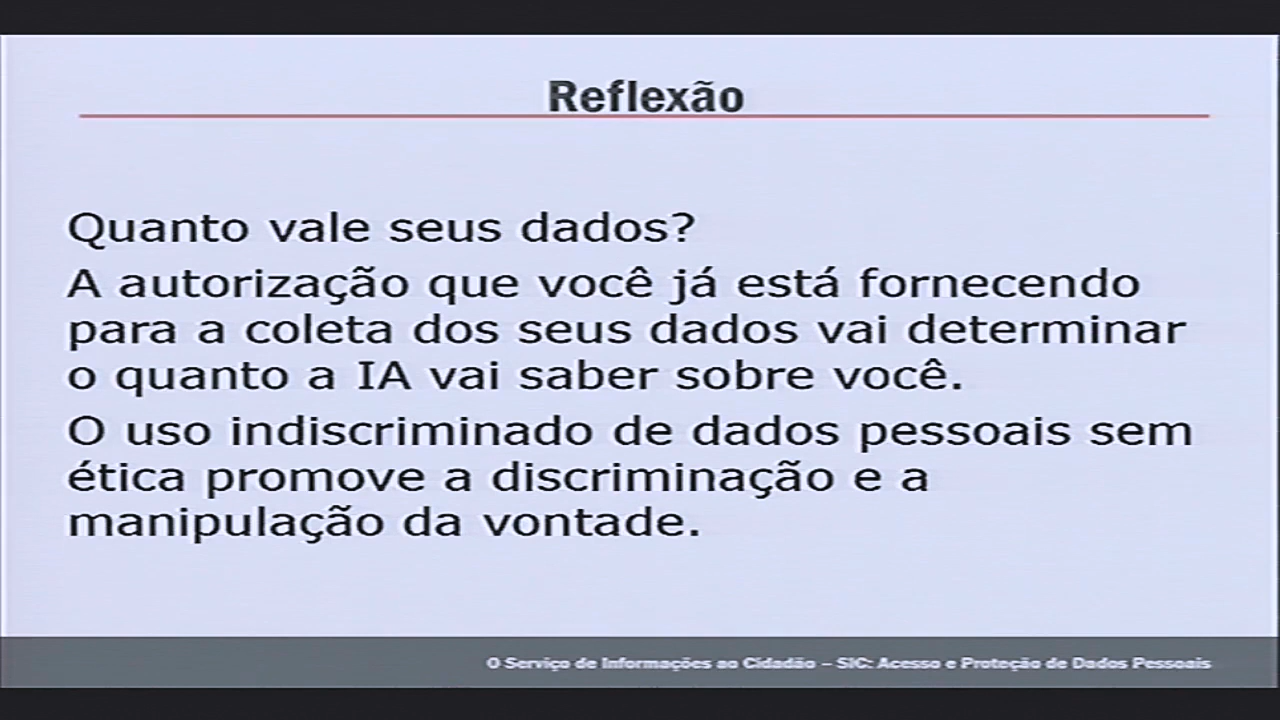 Reflexão
Quanto vale seus dados?
A autorização que você já está fornecendo
para a coleta dos seus dados vai determinar
o quanto a IA vai saber sobre você.
O uso indiscriminado de dados pessoais sem
ética promove a discriminação e a
manipulação da vontade.
O Serviço de Informações ao Cidadão – SIC: Acesso e Proteção de Dados Pessoais